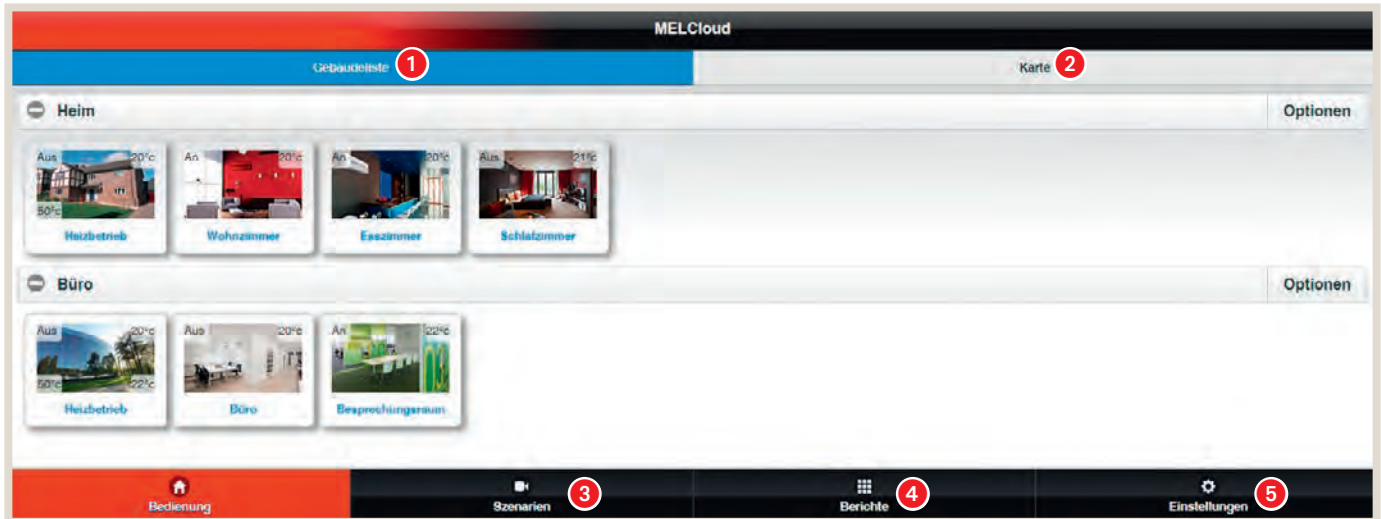 MELCloud
Gebäudeliste 1
Karte 2
Heim
Optionen
Aus 20°c
50°c
Heizbetrieb
An 20°c
Wohnzimmer
An 20°c
Esszimmer
Aus 21°c
Schlafzimmer
Büro
Optionen
Aus 20°c
50°c 22°c
Heizbetrieb
Aus 20°c
Büro
An 22°c
Besprechungsraum
Bedienung
Szenarien 3
Berichte 4
Einstellungen 5